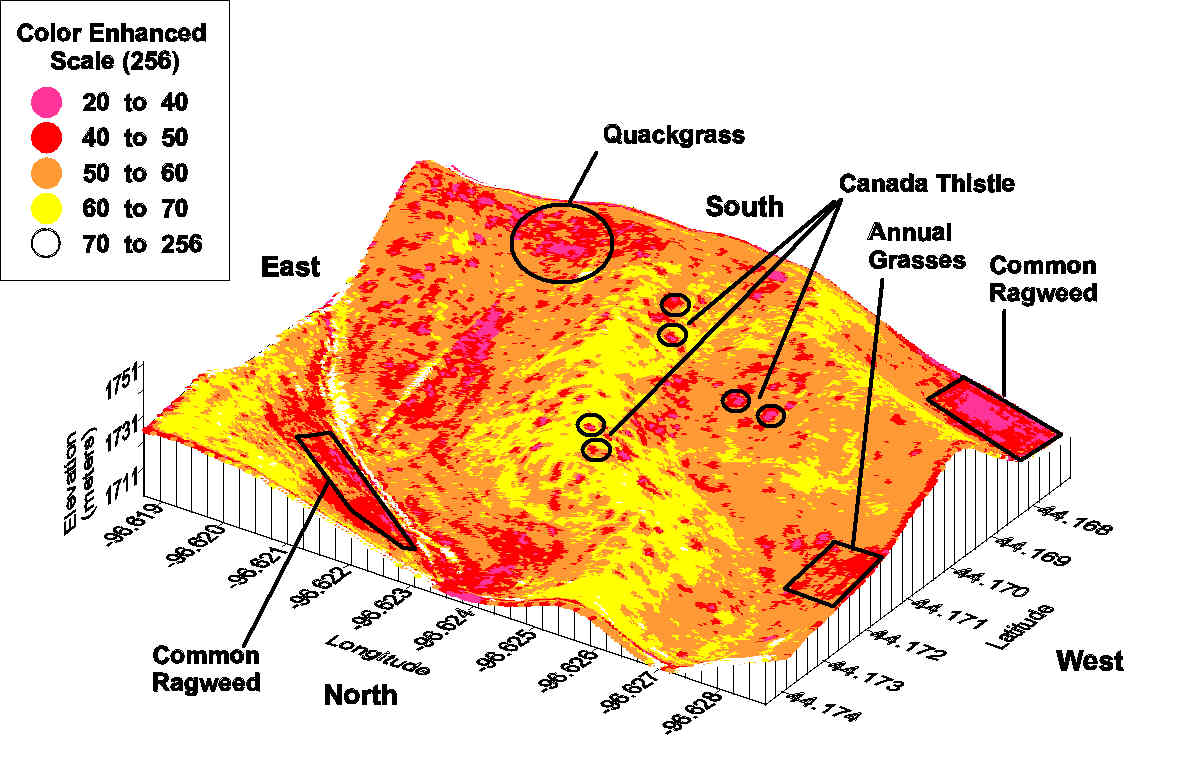 Color Enhanced
Scale (256)
20 to 40
40 to 50
50 to 60
60 to 70
70 to 256
Quackgrass
Canada Thistle
South
Annual
Grasses
Common
Ragweed
East
1751
1731
1711
Elevation
(meters)
-96.619
-96.620
-96.621
-96.622
-96.623
-96.624
-96.625
-96.626
-96.627
-96.628
Longitude
44.168
44.169
44.170
44.171
44.172
44.173
44.174
Latitude
West
Common
Ragweed
North